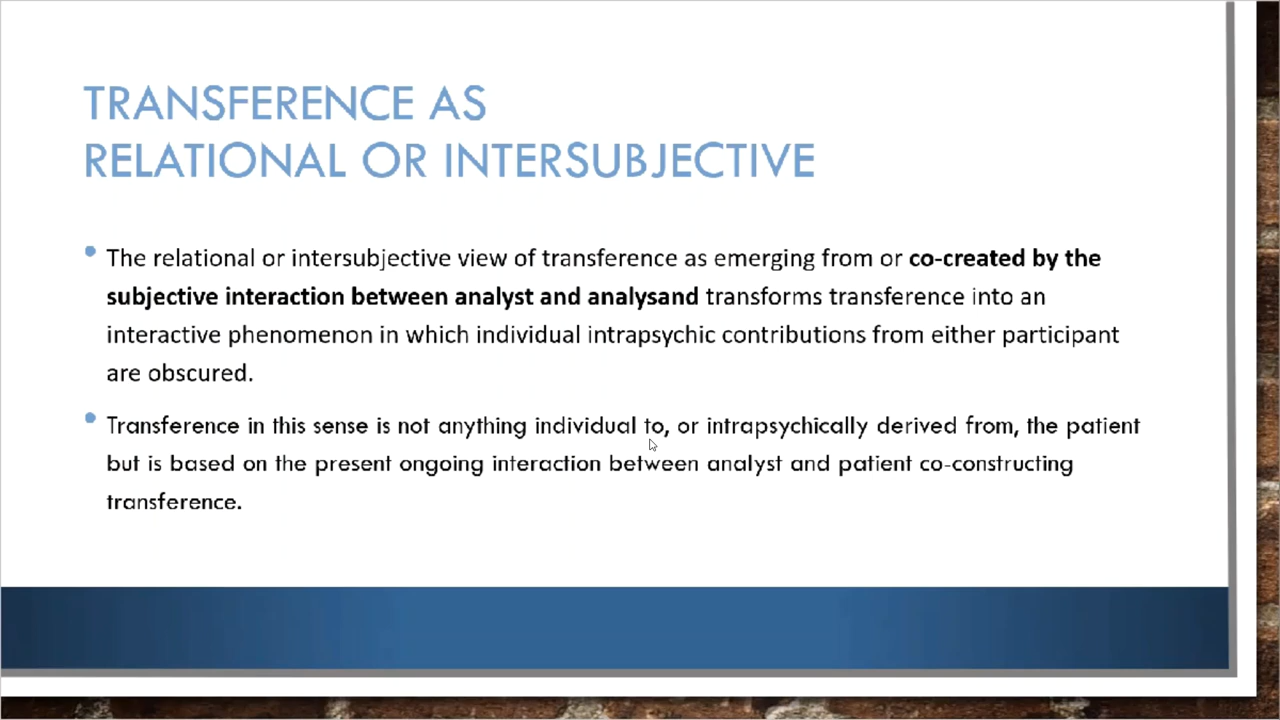 TRANSFERENCE AS
RELATIONAL OR INTERSUBJECTIVE
• The relational or intersubjective view of transference as emerging from or co-created by the
subjective interaction between analyst and analysand transforms transference into an
interactive phenomenon in which individual intrapsychic contributions from either participant
are obscured.
• Transference in this sense is not anything individual to, or intrapsychically derived from, the patient
but is based on the present ongoing interaction between analyst and patient co-constructing
transference.